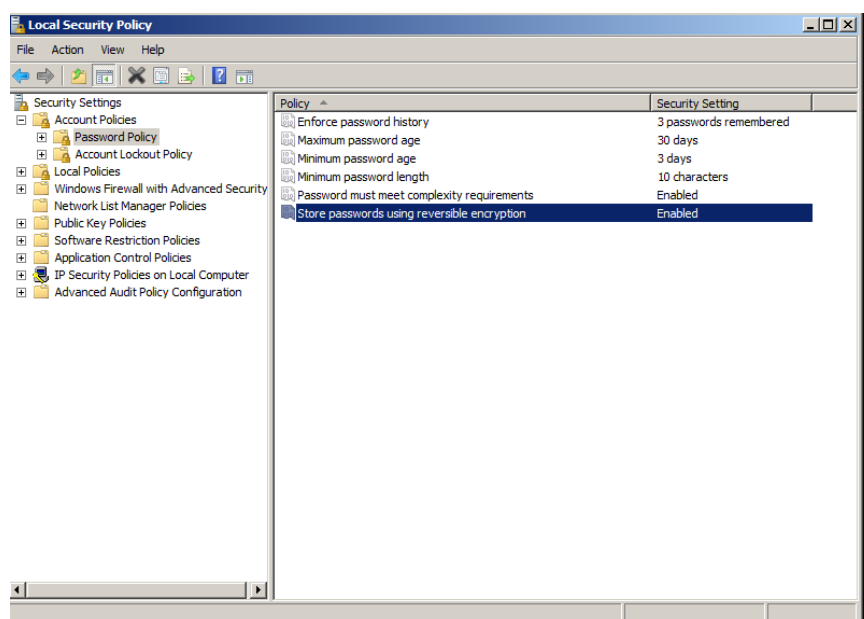 Local Security Policy
File Action View Help
Security Settings
Account Policies
Password Policy
Account Lockout Policy
Local Policies
Windows Firewall with Advanced Security
Network List Manager Policies
Public Key Policies
Software Restriction Policies
Application Control Policies
IP Security Policies on Local Computer
Advanced Audit Policy Configuration
Policy Security Setting
Enforce password history 3 passwords remembered
Maximum password age 30 days
Minimum password age 3 days
Minimum password length 10 characters
Password must meet complexity requirements Enabled
Store passwords using reversible encryption Enabled